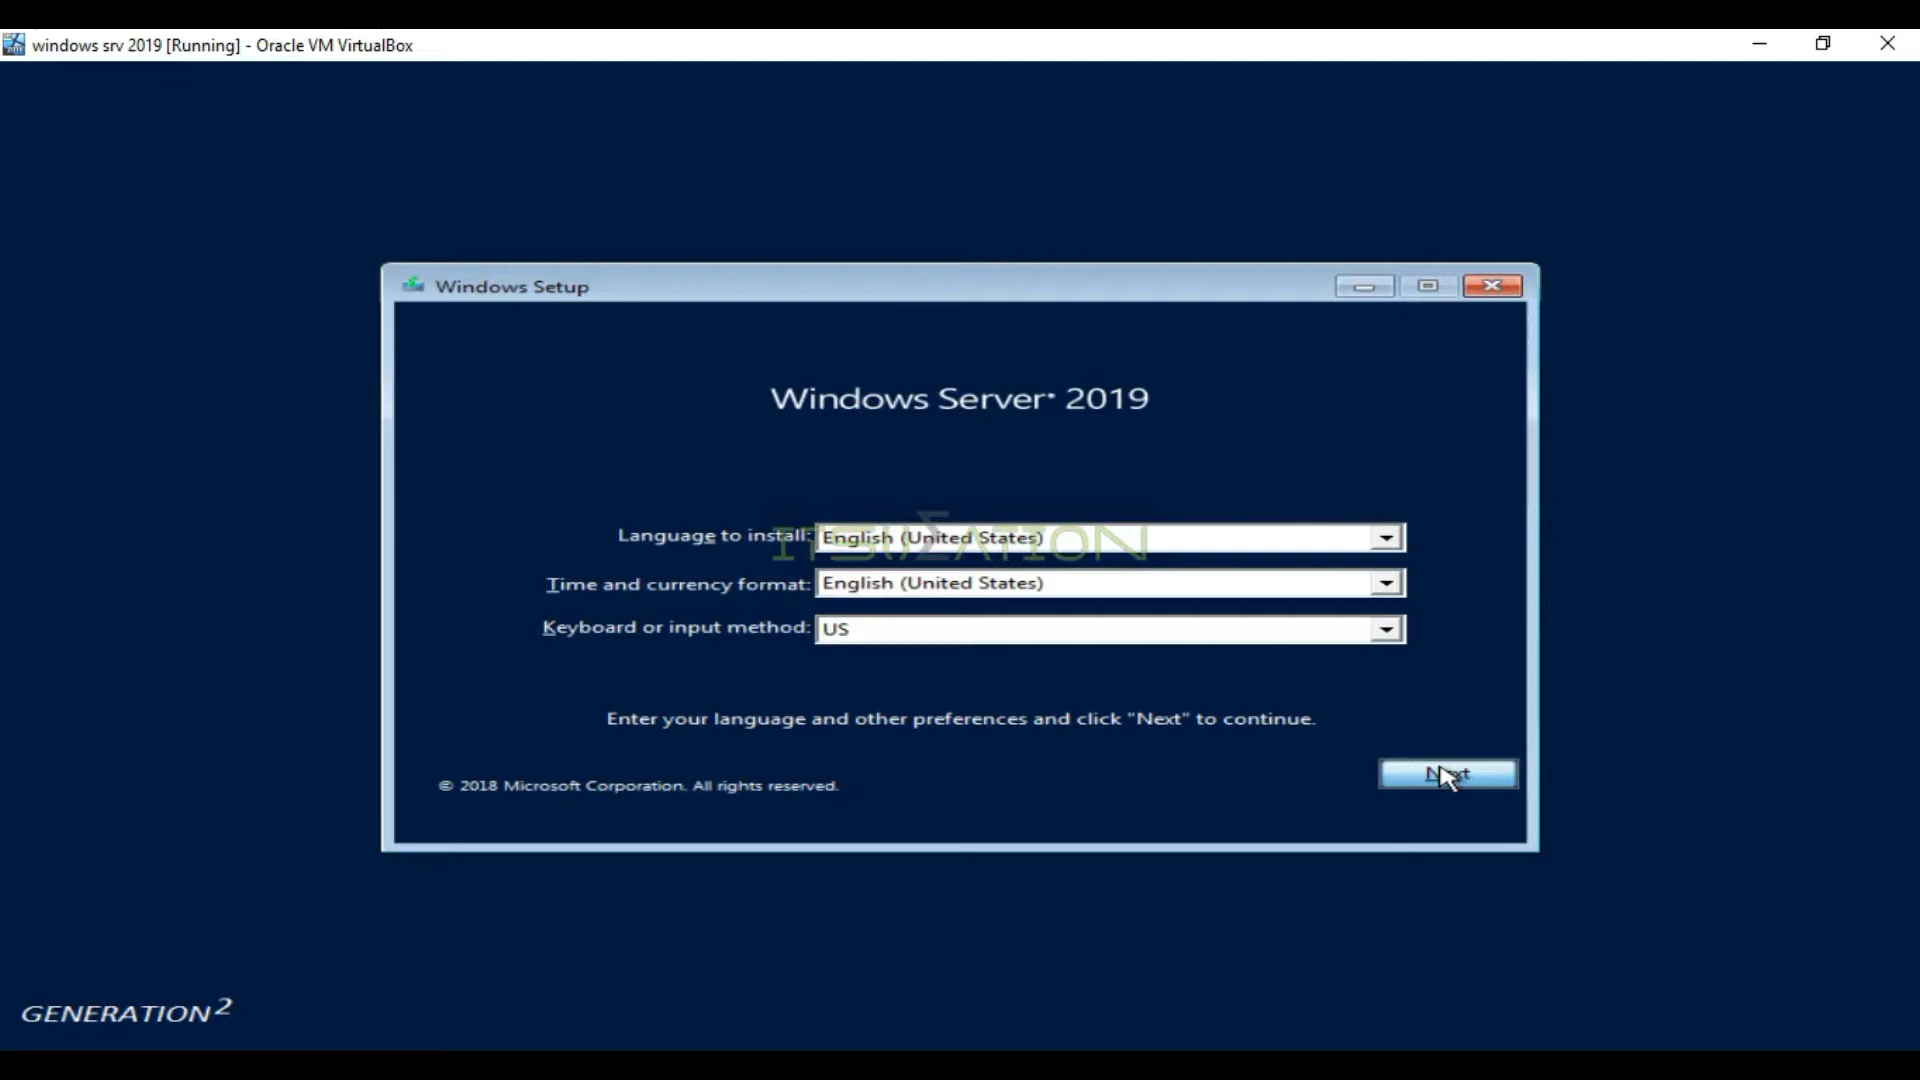 windows srv 2019 [Running] - Oracle VM VirtualBox
Windows Setup
Windows Server® 2019
Language to install: English (United States)
Time and currency format: English (United States)
Keyboard or input method: US
Enter your language and other preferences and click "Next" to continue.
Next
© 2018 Microsoft Corporation. All rights reserved.
GENERATION2